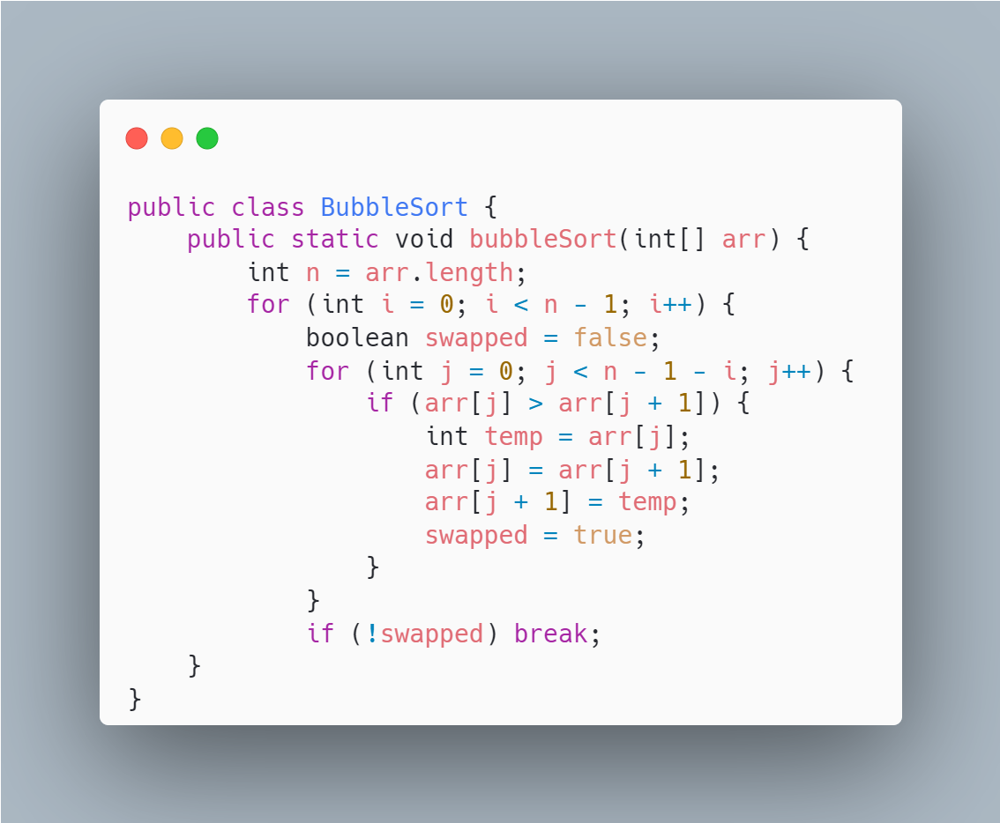 public class BubbleSort {
    public static void bubbleSort(int[] arr) {
        int n = arr.length;
        for (int i = 0; i < n - 1; i++) {
            boolean swapped = false;
            for (int j = 0; j < n - 1 - i; j++) {
                if (arr[j] > arr[j + 1]) {
                    int temp = arr[j];
                    arr[j] = arr[j + 1];
                    arr[j + 1] = temp;
                    swapped = true;
                }
            }
            if (!swapped) break;
    }
}